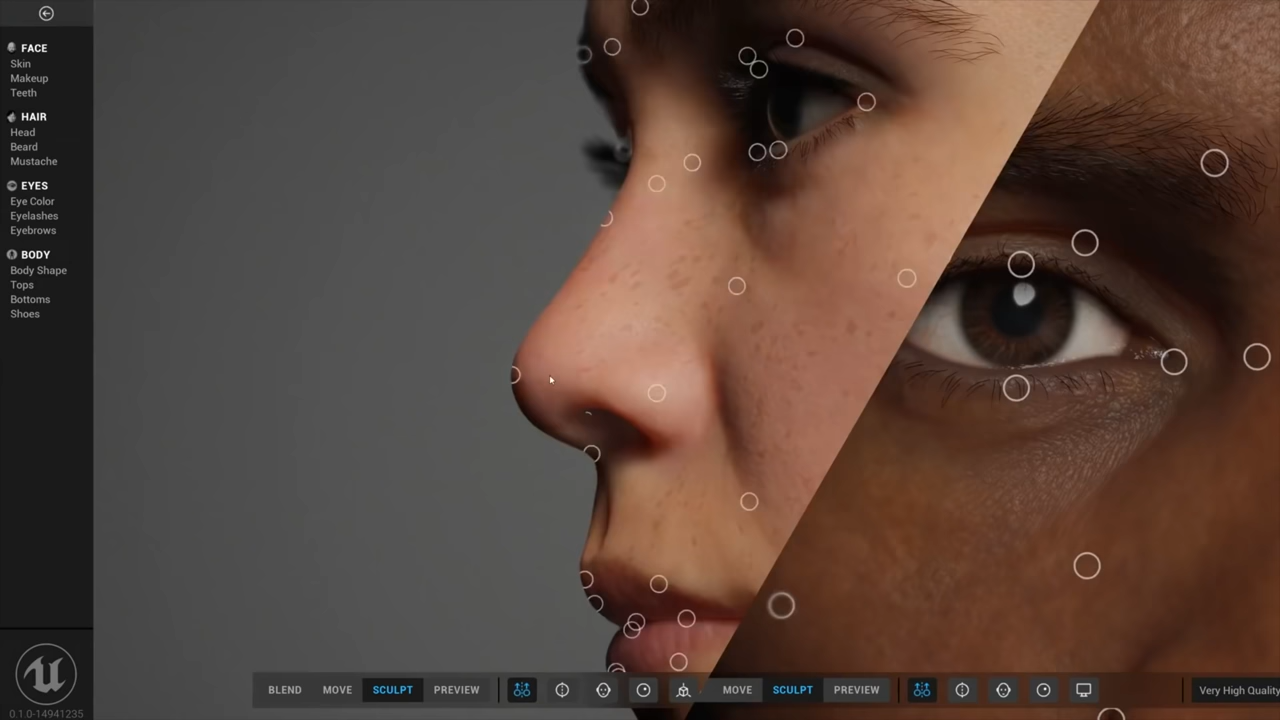 FACE
Skin
Makeup
Teeth
HAIR
Head
Beard
Mustache
EYES
Eye Color
Eyelashes
Eyebrows
BODY
Body Shape
Tops
Bottoms
Shoes
BLEND MOVE SCULPT PREVIEW MOVE SCULPT PREVIEW Very High Quality
0.1.0-14941235